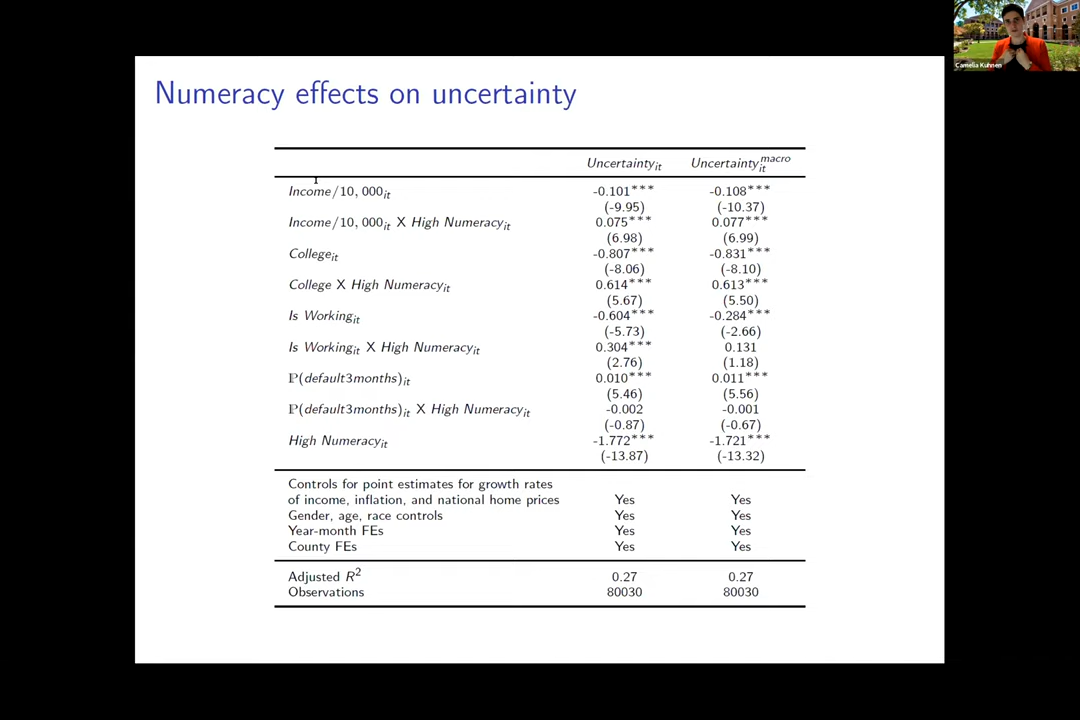 Camelia Kuhnen
Numeracy effects on uncertainty
Uncertainty_it Uncertainty_it^macro
Income/10, 000_it -0.101*** -0.108***
(-9.95) (-10.37)
Income/10, 000_it X High Numeracy_it 0.075*** 0.077***
(6.98) (6.99)
College_it -0.807*** -0.831***
(-8.06) (-8.10)
College X High Numeracy_it 0.614*** 0.613***
(5.67) (5.50)
Is Working_it -0.604*** -0.284***
(-5.73) (-2.66)
Is Working_it X High Numeracy_it 0.304*** 0.131
(2.76) (1.18)
ℙ(default3months)_it 0.010*** 0.011***
(5.46) (5.56)
ℙ(default3months)_it X High Numeracy_it -0.002 -0.001
(-0.87) (-0.67)
High Numeracy_it -1.772*** -1.721***
(-13.87) (-13.32)
Controls for point estimates for growth rates
of income, inflation, and national home prices Yes Yes
Gender, age, race controls Yes Yes
Year-month FEs Yes Yes
County FEs Yes Yes
Adjusted R² 0.27 0.27
Observations 80030 80030